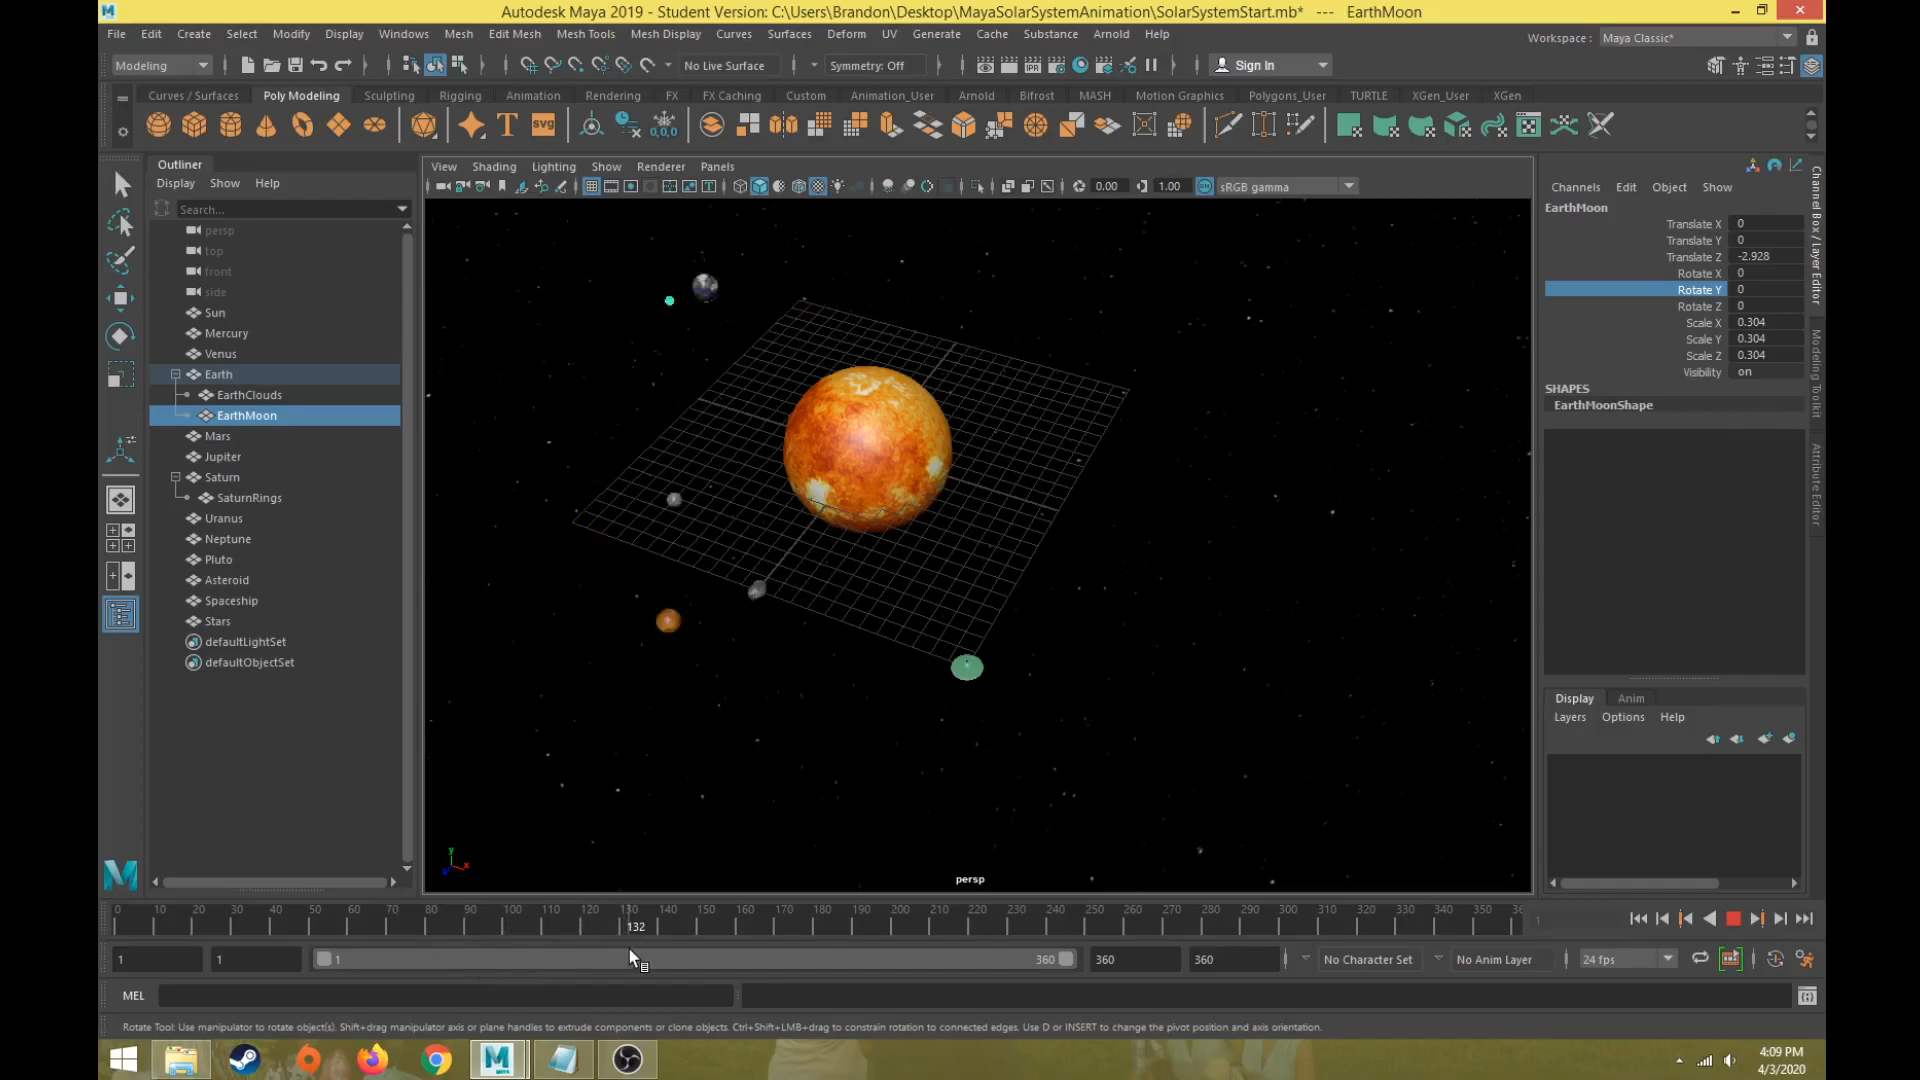 Autodesk Maya 2019 - Student Version: C:\Users\Brandon\Desktop\MayaSolarSystemAnimation\SolarSystemStart.mb* --- EarthMoon
File Edit Create Select Modify Display Windows Mesh Edit Mesh Mesh Tools Mesh Display Curves Surfaces Deform UV Generate Cache Substance Arnold Help
Workspace : Maya Classic*
Modeling No Live Surface Symmetry: Off Sign In
Curves / Surfaces Poly Modeling Sculpting Rigging Animation Rendering FX FX Caching Custom Animation_User Arnold Bifrost MASH Motion Graphics Polygons_User TURTLE XGen_User XGen
Outliner
Display Show Help
Search...
persp
top
front
side
Sun
Mercury
Venus
Earth
EarthClouds
EarthMoon
Mars
Jupiter
Saturn
SaturnRings
Uranus
Neptune
Pluto
Asteroid
Spaceship
Stars
defaultLightSet
defaultObjectSet
View Shading Lighting Show Renderer Panels
0.00 1.00 sRGB gamma
y
x
persp
Channels Edit Object Show
EarthMoon
Translate X 0
Translate Y 0
Translate Z -2.928
Rotate X 0
Rotate Y 0
Rotate Z 0
Scale X 0.304
Scale Y 0.304
Scale Z 0.304
Visibility on
SHAPES
EarthMoonShape
Channel Box / Layer Editor
Modeling Toolkit
Attribute Editor
Display Anim
Layers Options Help
0 10 20 30 40 50 60 70 80 90 100 110 120 130 140 150 160 170 180 190 200 210 220 230 240 250 260 270 280 290 300 310 320 330 340 350
132
1
1 1 1 360 360 360 No Character Set No Anim Layer 24 fps
MEL
Rotate Tool: Use manipulator to rotate object(s). Shift+drag manipulator axis or plane handles to extrude components or clone objects. Ctrl+Shift+LMB+drag to constrain rotation to connected edges. Use D or INSERT to change the pivot position and axis orientation.
4:09 PM
4/3/2020